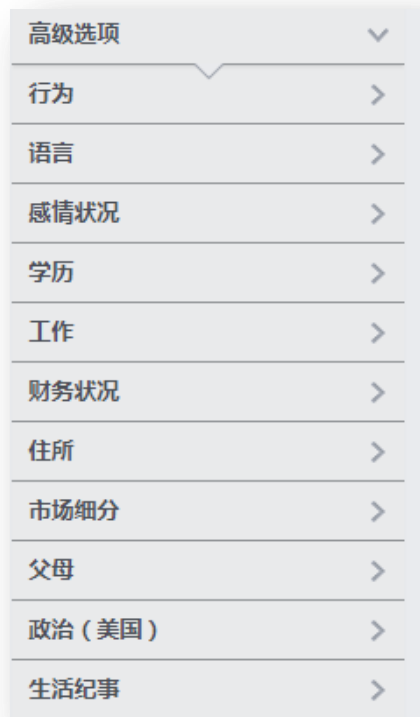 高级选项
行为
语言
感情状况
学历
工作
财务状况
住所
市场细分
父母
政治（美国）
生活纪事